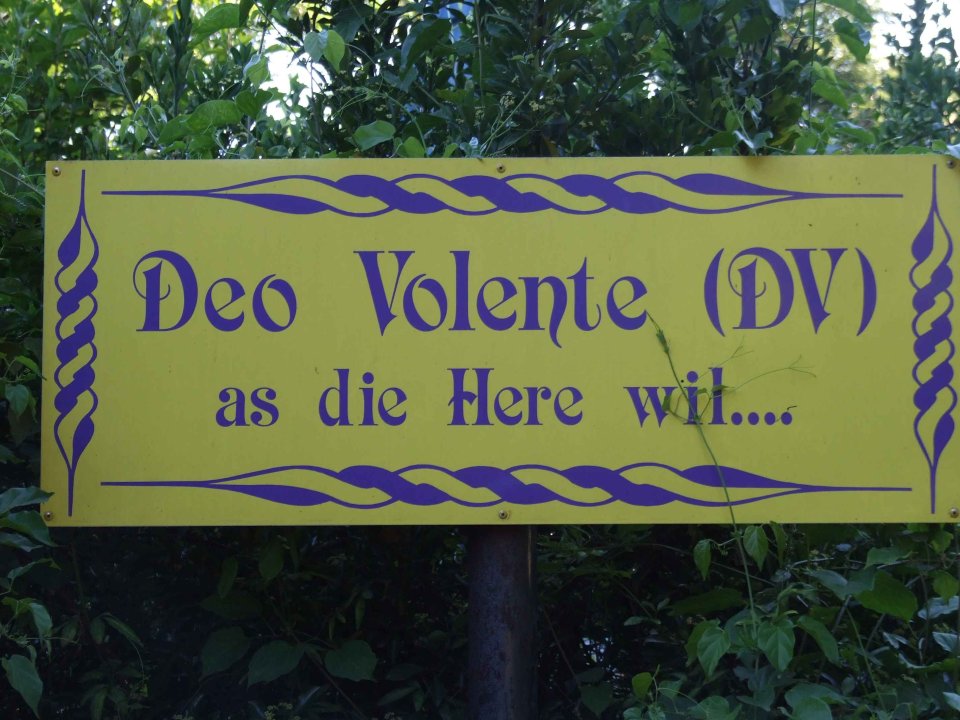 Deo Volente (DV)
as die Here wil....